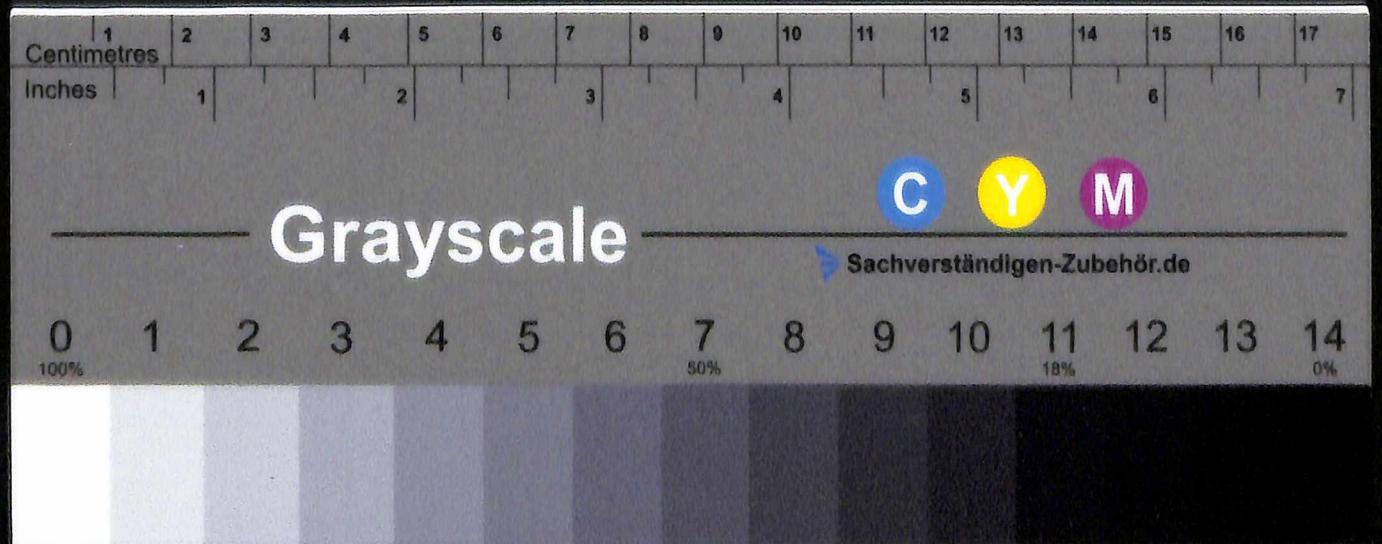 1 2 3 4 5 6 7 8 9 10 11 12 13 14 15 16 17
Centimetres
Inches
1 2 3 4 5 6 7
C Y M
Grayscale
Sachverständigen-Zubehör.de
0 1 2 3 4 5 6 7 8 9 10 11 12 13 14
100% 50% 18% 0%